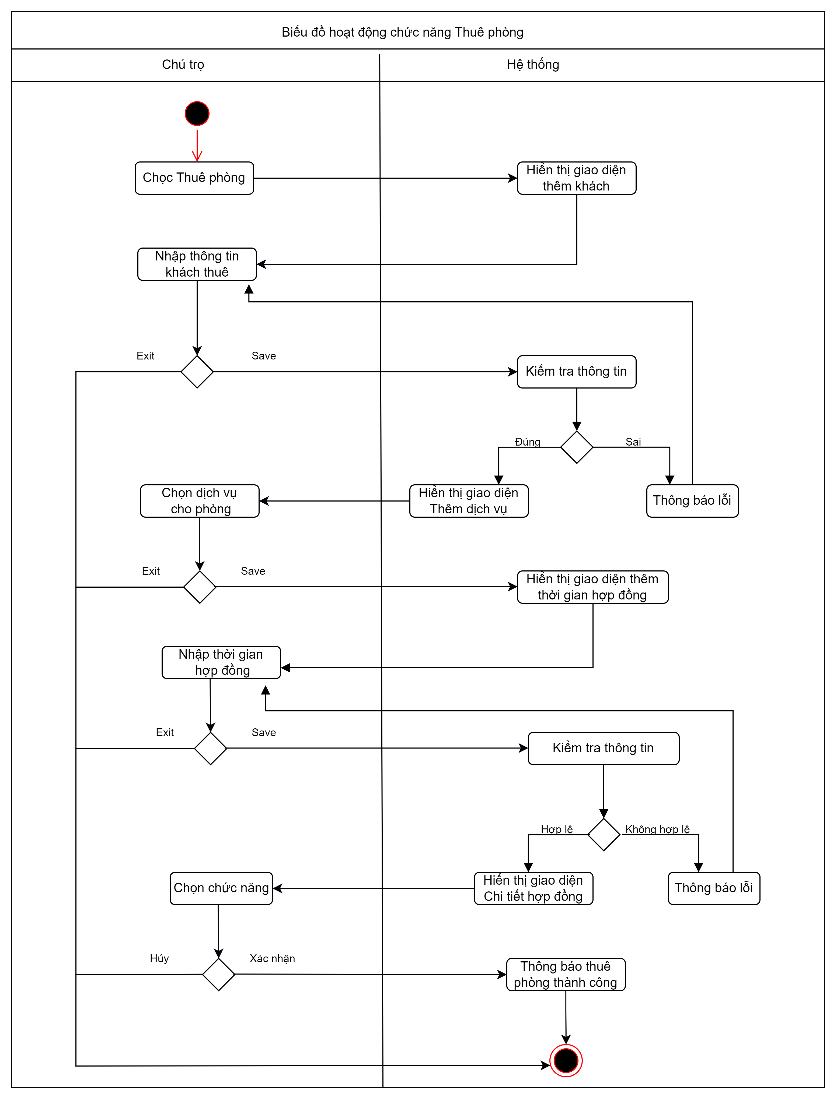 Biểu đồ hoạt động chức năng Thuê phòng
Chủ trọ
Hệ thống
Chọc Thuê phòng
Hiển thị giao diện
thêm khách
Nhập thông tin
khách thuê
Exit
Save
Kiểm tra thông tin
Đúng
Sai
Chọn dịch vụ
cho phòng
Hiển thị giao diện
Thêm dịch vụ
Thông báo lỗi
Exit
Save
Hiển thị giao diện thêm
thời gian hợp đồng
Nhập thời gian
hợp đồng
Exit
Save
Kiểm tra thông tin
Hợp lệ
Không hợp lệ
Chọn chức năng
Hiển thị giao diện
Chi tiết hợp đồng
Thông báo lỗi
Hủy
Xác nhận
Thông báo thuê
phòng thành công